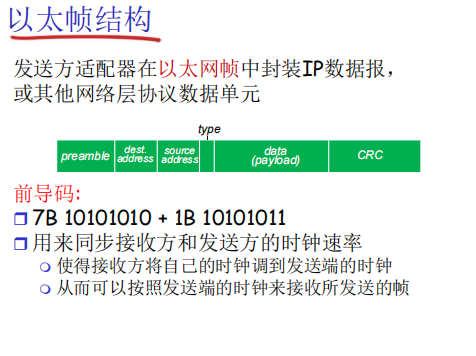 以太帧结构
发送方适配器在以太网帧中封装IP数据报，
或其他网络层协议数据单元
type
preamble dest. address source address data (payload) CRC
前导码:
7B 10101010 + 1B 10101011
用来同步接收方和发送方的时钟速率
使得接收方将自己的时钟调到发送端的时钟
从而可以按照发送端的时钟来接收所发送的帧